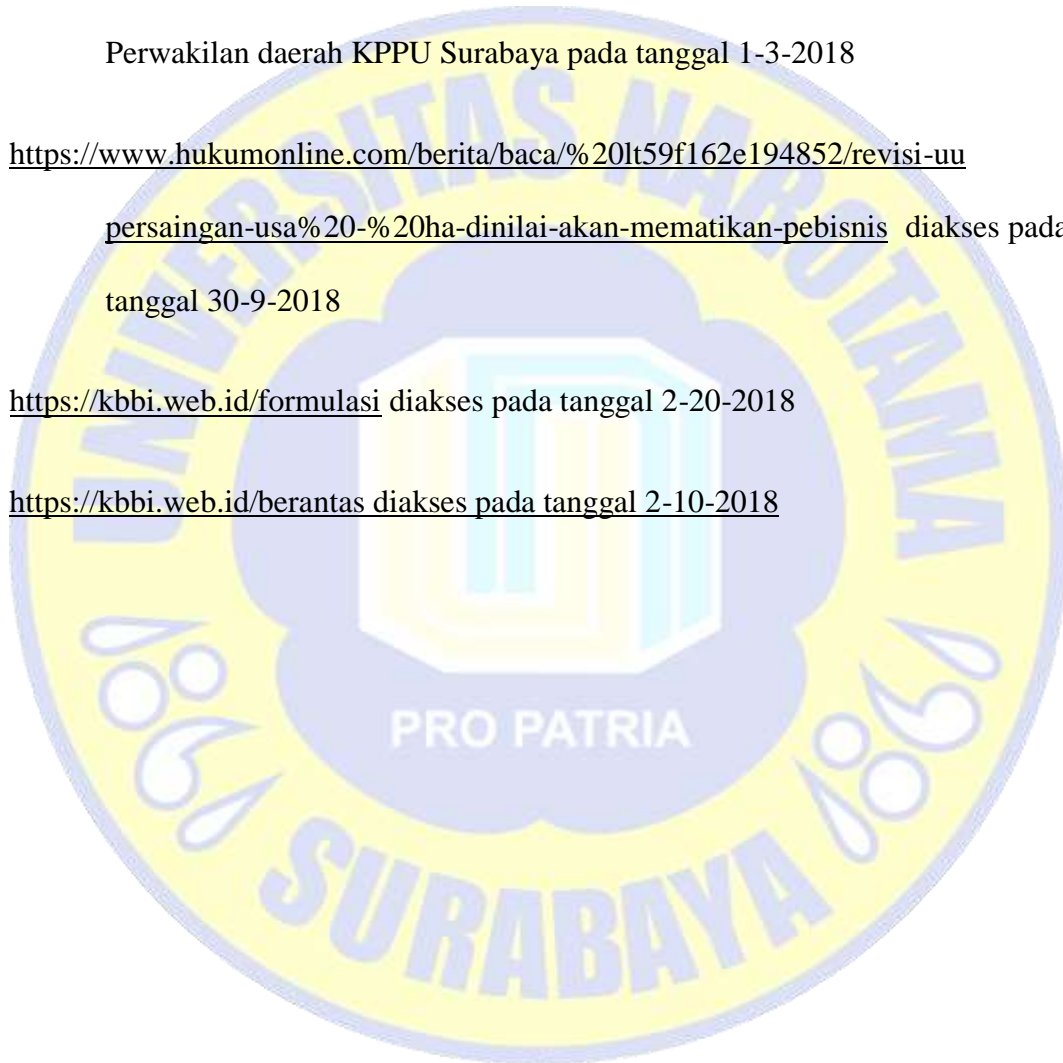 Perwakilan daerah KPPU Surabaya pada tanggal 1-3-2018
https://www.hukumonline.com/berita/baca/%20lt59f162e194852/revisi-uu
persaingan-usa%20-%20ha-dinilai-akan-mematikan-pebisnis diakses pada
tanggal 30-9-2018
https://kbbi.web.id/formulasi diakses pada tanggal 2-20-2018
https://kbbi.web.id/berantas diakses pada tanggal 2-10-2018
UNIVERSITAS NAROTAMA
PRO PATRIA
SURABAYA